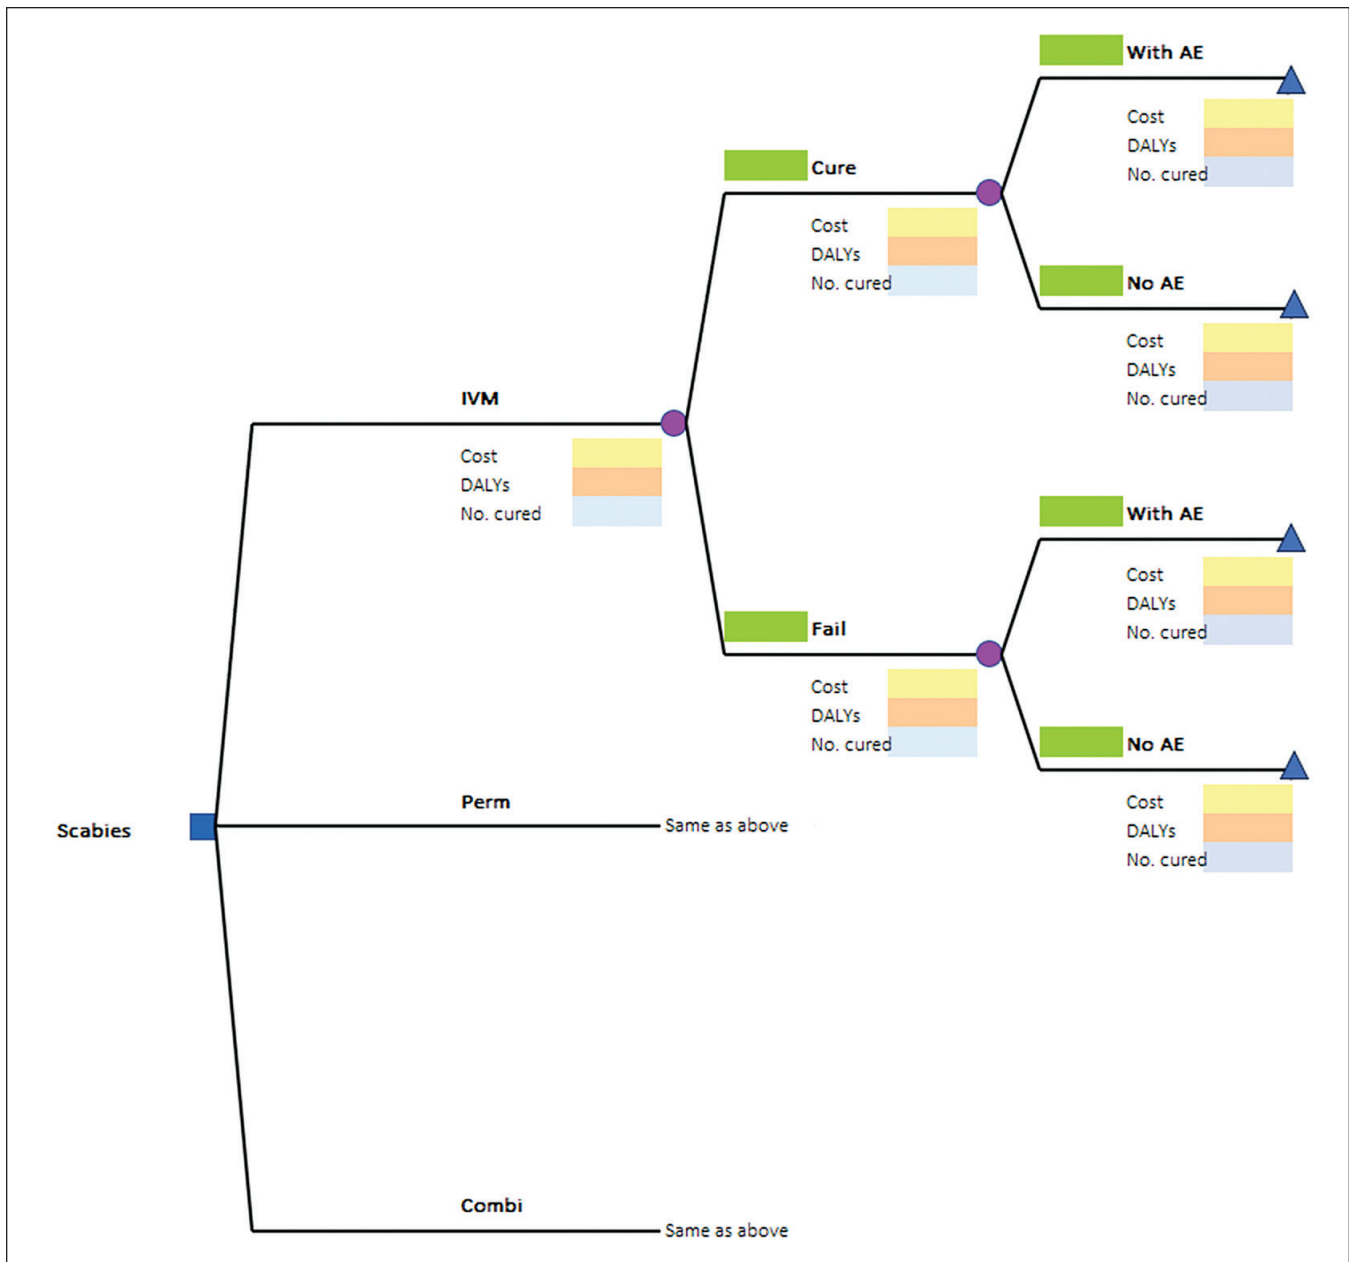 With AE
Cost
DALYs
No. cured
Cure
Cost
DALYs
No. cured
No AE
Cost
DALYs
No. cured
IVM
Cost
DALYs
No. cured
With AE
Cost
DALYs
No. cured
Fail
Cost
DALYs
No. cured
No AE
Cost
DALYs
No. cured
Scabies
Perm
Same as above
Combi
Same as above